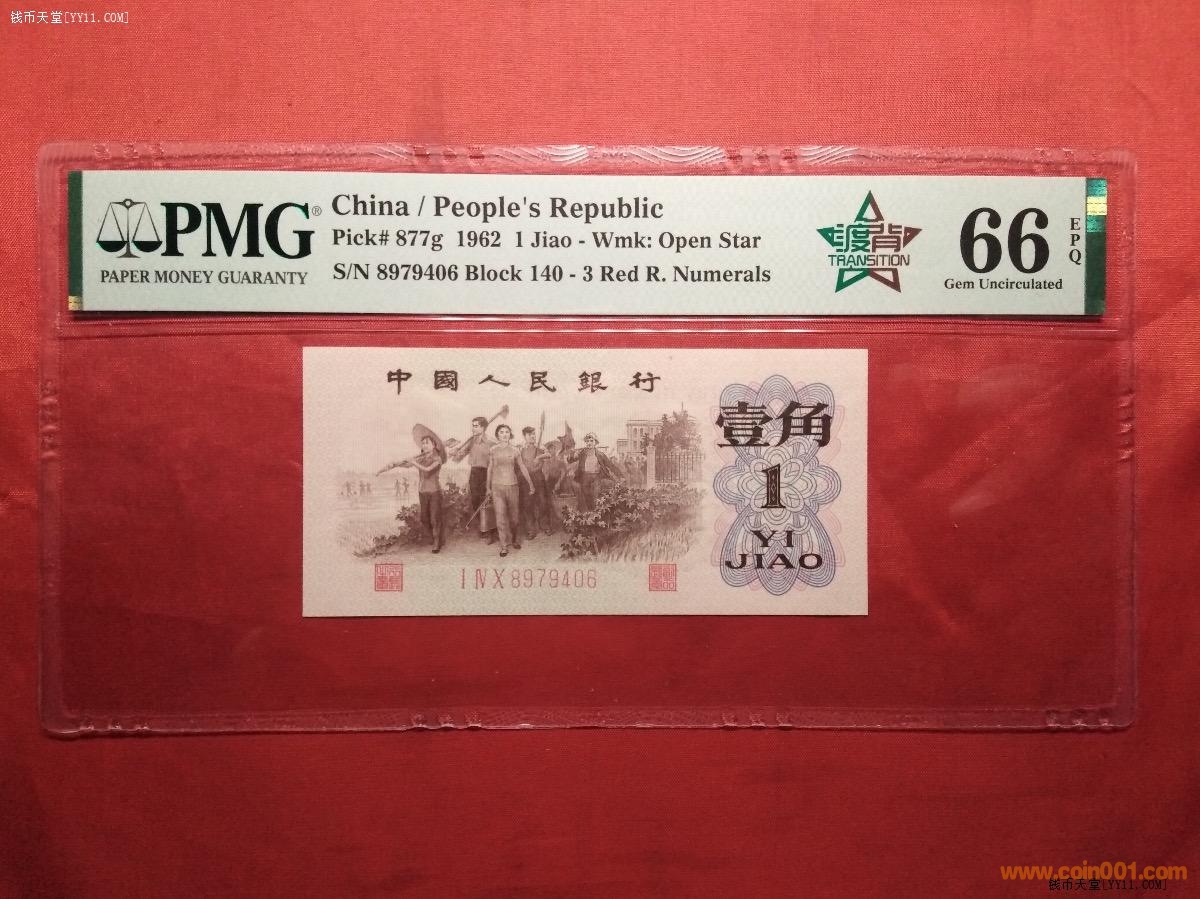 钱币天堂[YY11.COM]
PMG®
PAPER MONEY GUARANTY
China / People's Republic
Pick# 877g 1962 1 Jiao - Wmk: Open Star
S/N 8979406 Block 140 - 3 Red R. Numerals
渡背
TRANSITION
66
EPQ
Gem Uncirculated
中國人民銀行
壹角
1
YI
JIAO
I Ⅳ X 8979406
www.coin001.com
钱币天堂[YY11.COM]